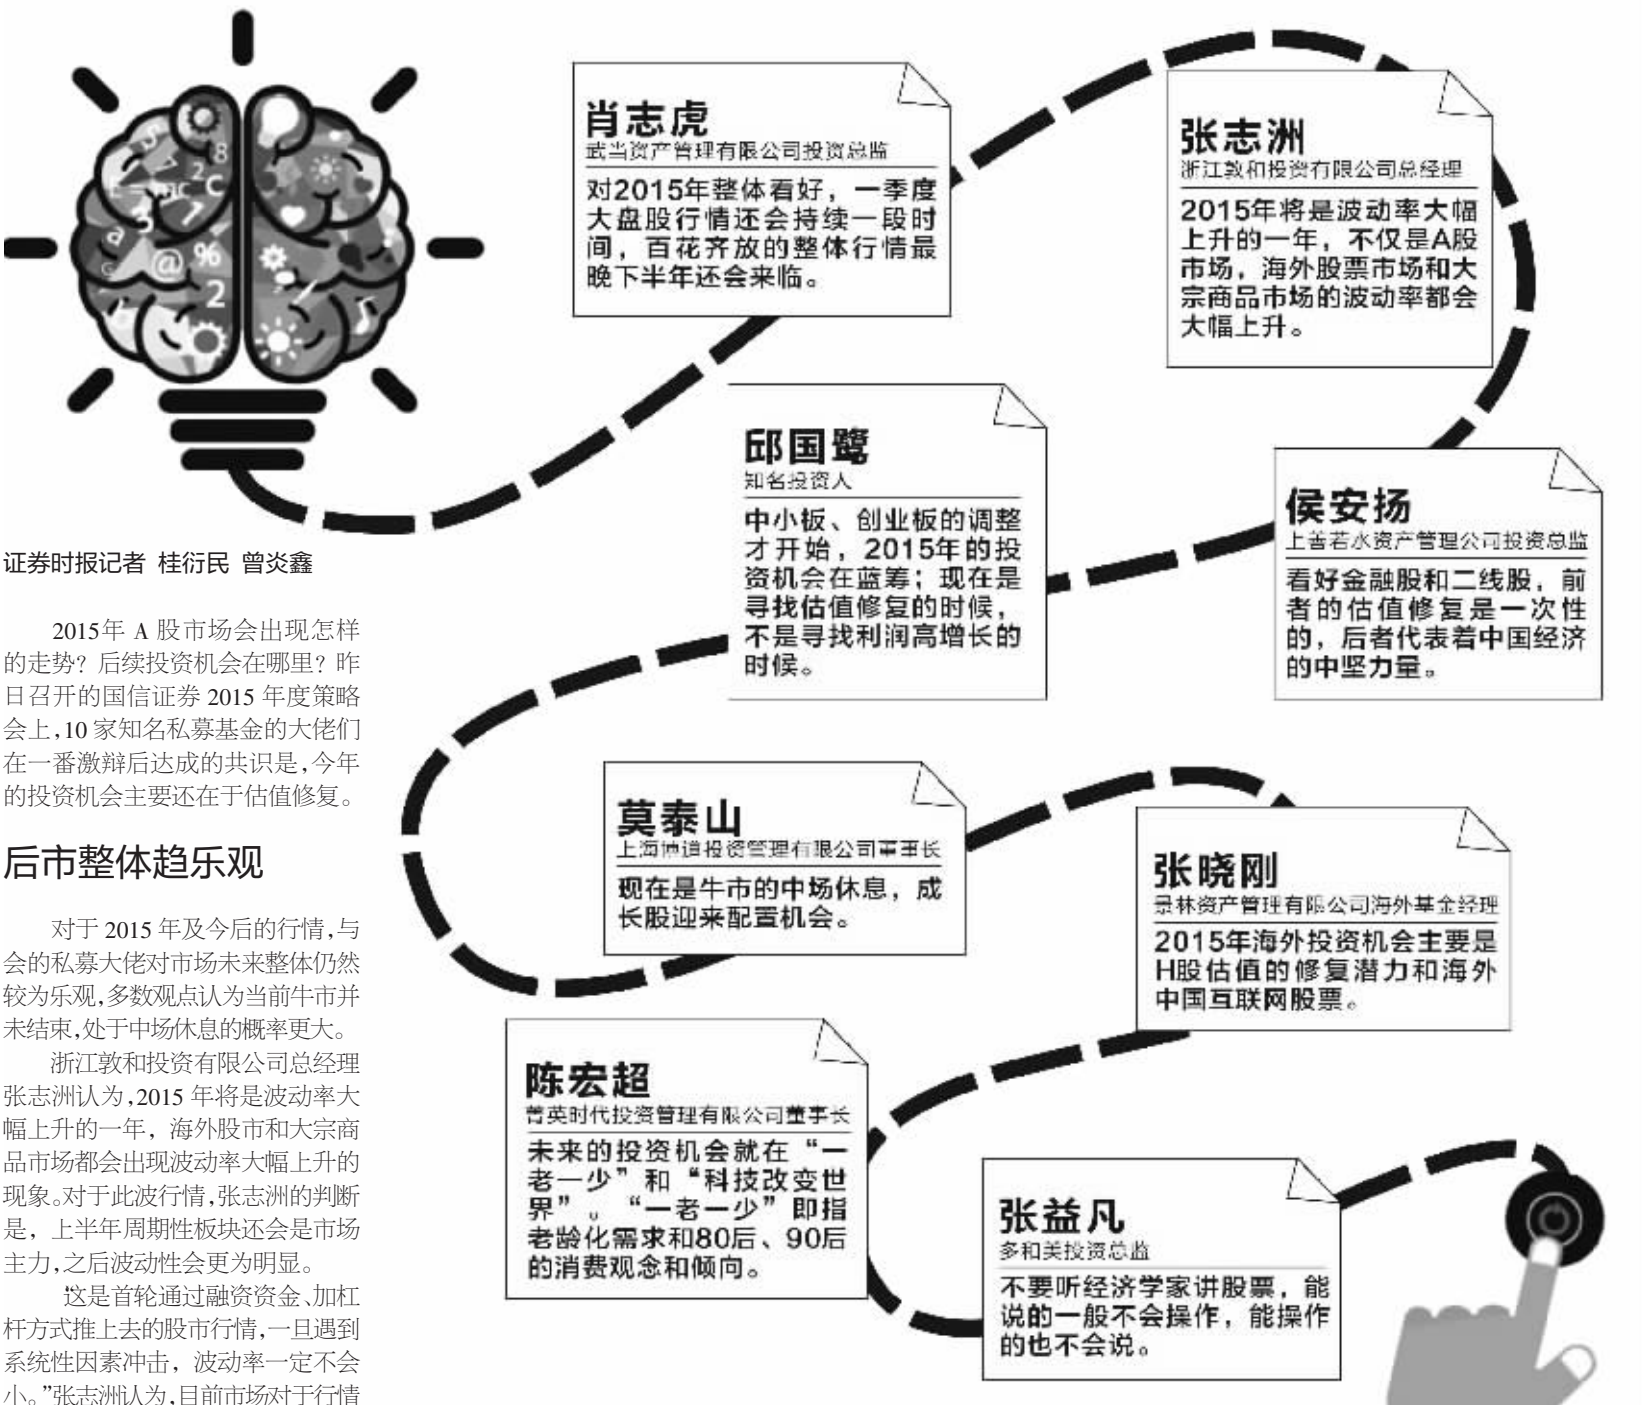 肖志虎
武当资产管理有限公司投资总监
对2015年整体看好，一季度
大盘股行情还会持续一段时
间，百花齐放的整体行情最
晚下半年还会来临。
张志洲
浙江敦和投资有限公司总经理
2015年将是波动率大幅
上升的一年，不仅是A股
市场，海外股票市场和大
宗商品市场的波动率都会
大幅上升。
邱国鹭
知名投资人
中小板、创业板的调整
才开始，2015年的投
资机会在蓝筹；现在是
寻找估值修复的时候，
不是寻找利润高增长的
时候。
侯安扬
上善若水资产管理公司投资总监
看好金融股和二线股，前
者的估值修复是一次性
的，后者代表着中国经济
的中坚力量。
莫泰山
上海博道投资管理有限公司董事长
现在是牛市的中场休息，成
长股迎来配置机会。
张晓刚
景林资产管理有限公司海外基金经理
2015年海外投资机会主要是
H股估值的修复潜力和海外
中国互联网股票。
陈宏超
菁英时代投资管理有限公司董事长
未来的投资机会就在“一
老一少”和“科技改变世
界”。“一老一少”即指
老龄化需求和80后、90后
的消费观念和倾向。
张益凡
多和美投资总监
不要听经济学家讲股票，能
说的一般不会操作，能操作
的也不会说。
证券时报记者 桂衍民 曾炎鑫
2015年 A 股市场会出现怎样
的走势？后续投资机会在哪里？昨
日召开的国信证券 2015 年度策略
会上，10 家知名私募基金的大佬们
在一番激辩后达成的共识是，今年
的投资机会主要还在于估值修复。
后市整体趋乐观
对于 2015 年及今后的行情，与
会的私募大佬对市场未来整体仍然
较为乐观，多数观点认为当前牛市并
未结束，处于中场休息的概率更大。
浙江敦和投资有限公司总经理
张志洲认为，2015 年将是波动率大
幅上升的一年，海外股市和大宗商
品市场都会出现波动率大幅上升的
现象。对于此波行情，张志洲的判断
是，上半年周期性板块还会是市场
主力，之后波动性会更为明显。
“这是首轮通过融资资金、加杠
杆方式推上去的股市行情，一旦遇到
系统性因素冲击，波动率一定不会
小。”张志洲认为，目前市场对于行情